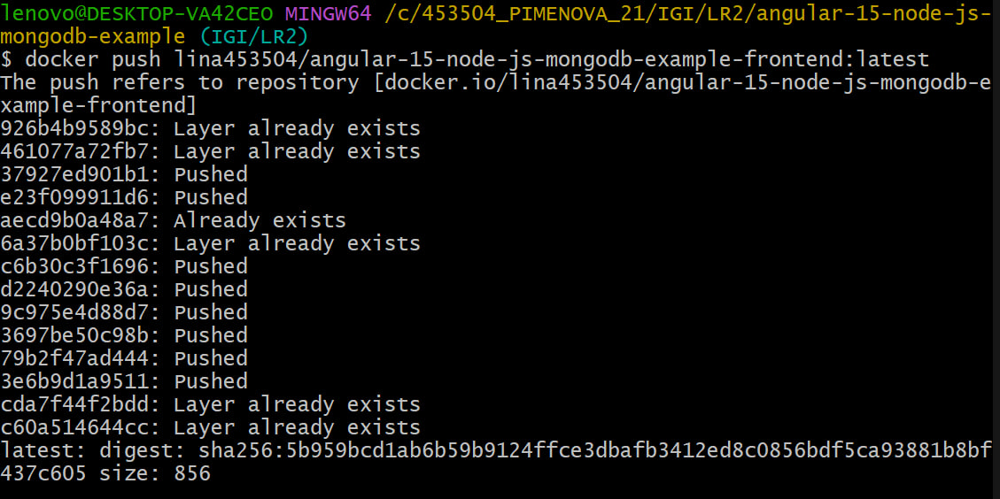 lenovo@DESKTOP-VA42CEO MINGW64 /c/453504_PIMENOVA_21/IGI/LR2/angular-15-node-js-
mongodb-example (IGI/LR2)
$ docker push lina453504/angular-15-node-js-mongodb-example-frontend:latest
The push refers to repository [docker.io/lina453504/angular-15-node-js-mongodb-e
xample-frontend]
926b4b9589bc: Layer already exists
461077a72fb7: Layer already exists
37927ed901b1: Pushed
e23f099911d6: Pushed
aecd9b0a48a7: Already exists
6a37b0bf103c: Layer already exists
c6b30c3f1696: Pushed
d2240290e36a: Pushed
9c975e4d88d7: Pushed
3697be50c98b: Pushed
79b2f47ad444: Pushed
3e6b9d1a9511: Pushed
cda7f44f2bdd: Layer already exists
c60a514644cc: Layer already exists
latest: digest: sha256:5b959bcd1ab6b59b9124ffce3dbafb3412ed8c0856bdf5ca93881b8bf
437c605 size: 856